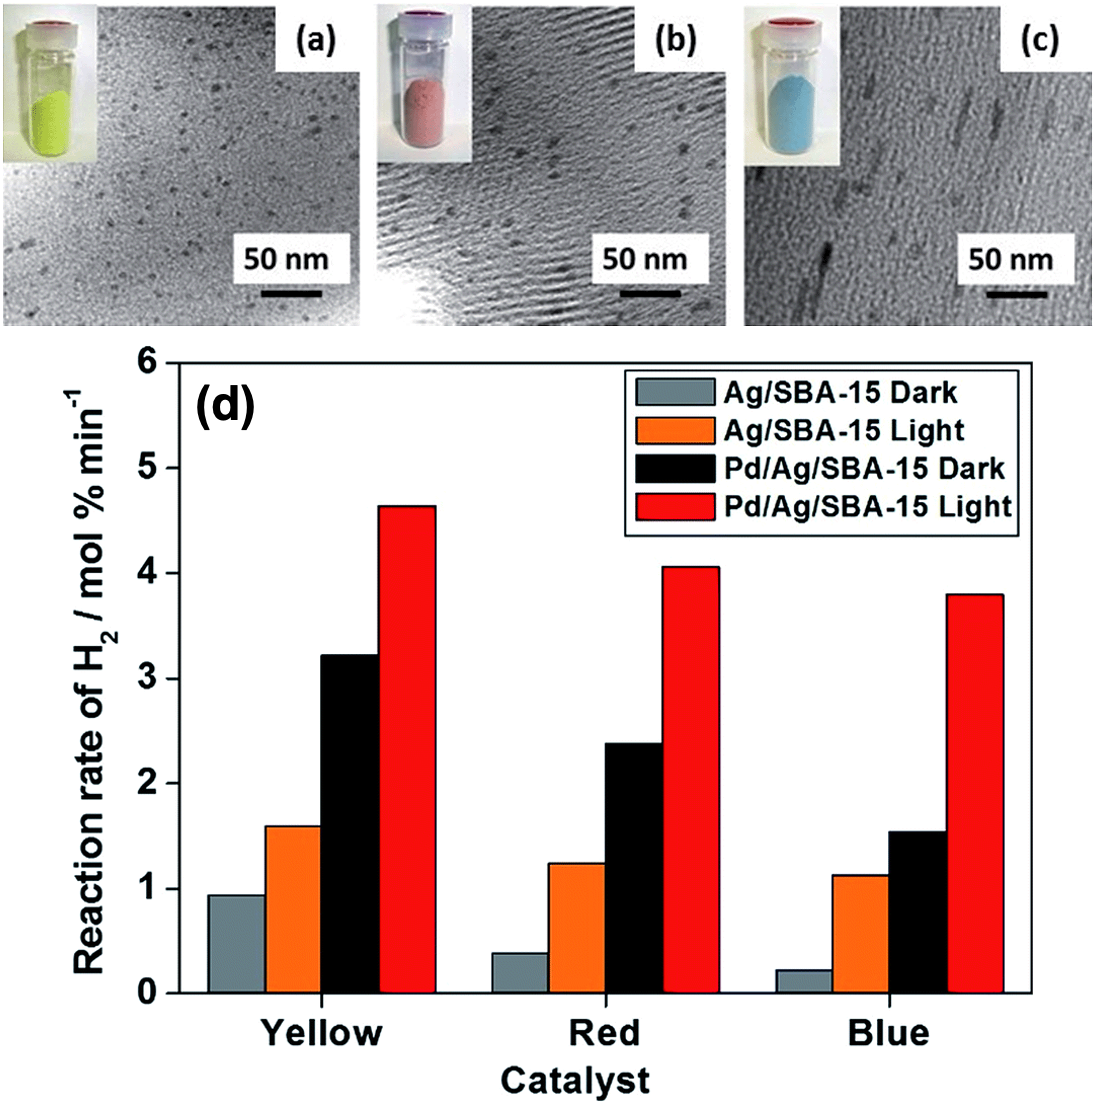 (a)
(b)
(c)
50 nm
50 nm
50 nm
(d)
Ag/SBA-15 Dark
Ag/SBA-15 Light
Pd/Ag/SBA-15 Dark
Pd/Ag/SBA-15 Light
Reaction rate of H2 / mol % min-1
6
5
4
3
2
1
0
Yellow
Red
Blue
Catalyst